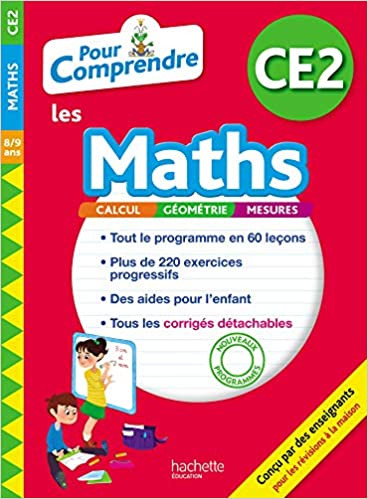 CE2
MATHS
8/9
ans
Pour
Comprendre
CE2
les
Maths
CALCUL GÉOMÉTRIE MESURES
• Tout le programme en 60 leçons
• Plus de 220 exercices
progressifs
• Des aides pour l'enfant
• Tous les corrigés détachables
NOUVEAUX
PROGRAMMES
Conçu par des enseignants
pour les révisions à la maison
hachette
ÉDUCATION